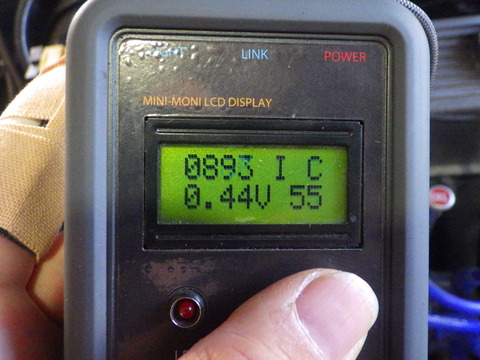 LINK POWER
MINI-MONI LCD DISPLAY
0893 I C
0.44V 55